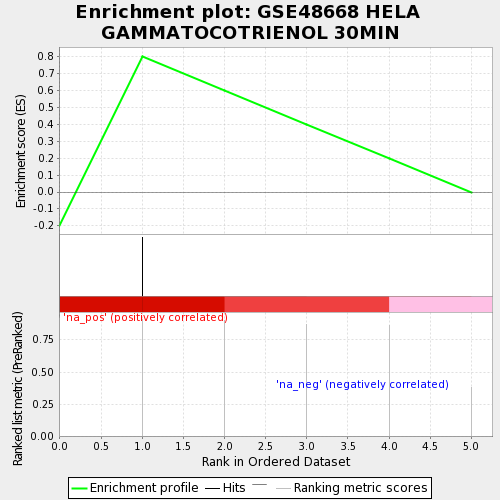 Enrichment plot: GSE48668 HELA
GAMMATOCOTRIENOL 30MIN
Enrichment score (ES)
0.8
0.7
0.6
0.5
0.4
0.3
0.2
0.1
0.0
-0.1
-0.2
'na_pos' (positively correlated)
'na_neg' (negatively correlated)
Ranked list metric (PreRanked)
0.75
0.50
0.25
0.00
0.0 0.5 1.0 1.5 2.0 2.5 3.0 3.5 4.0 4.5 5.0
Rank in Ordered Dataset
Enrichment profile Hits Ranking metric scores